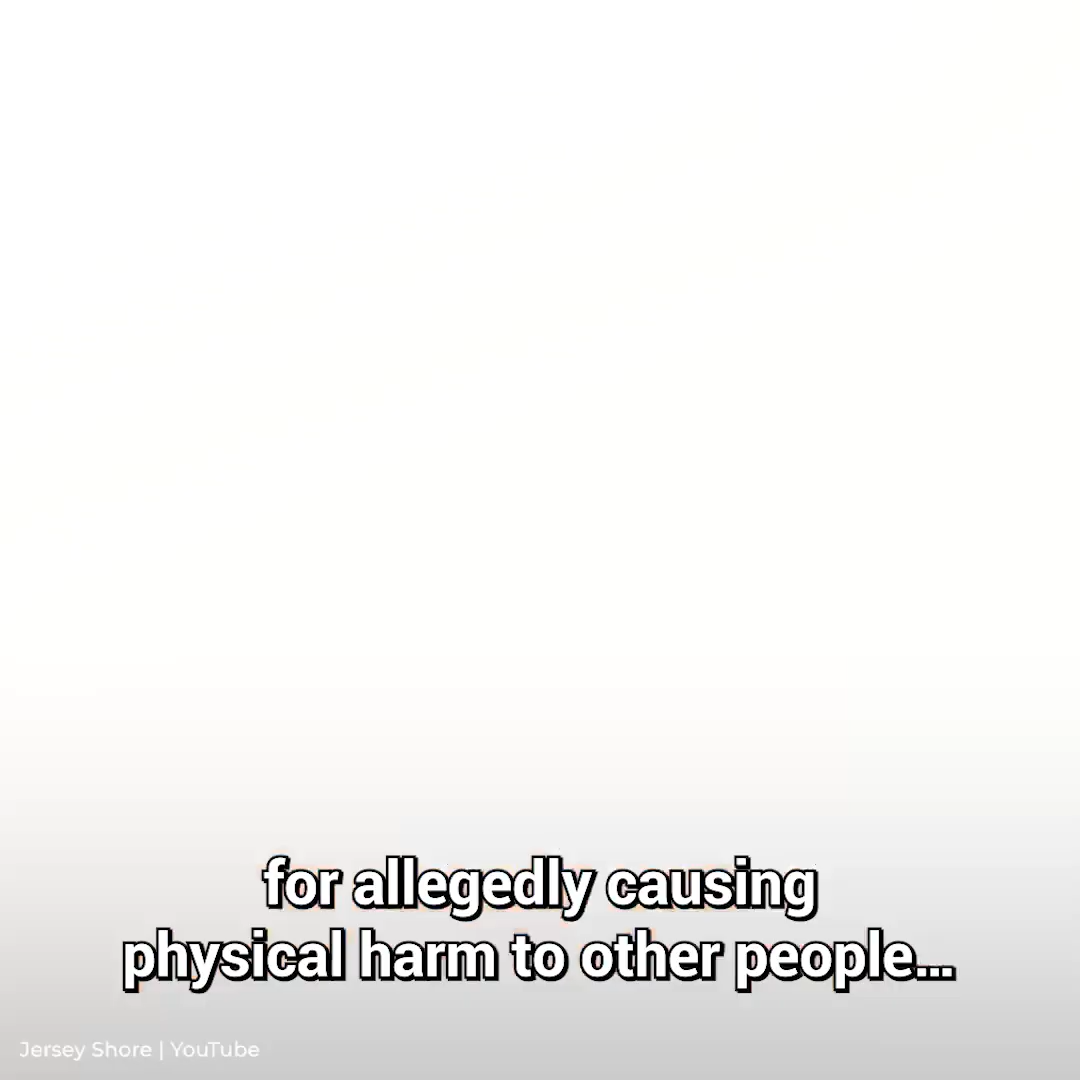 for allegedly causing
physical harm to other people...
Jersey Shore | YouTube